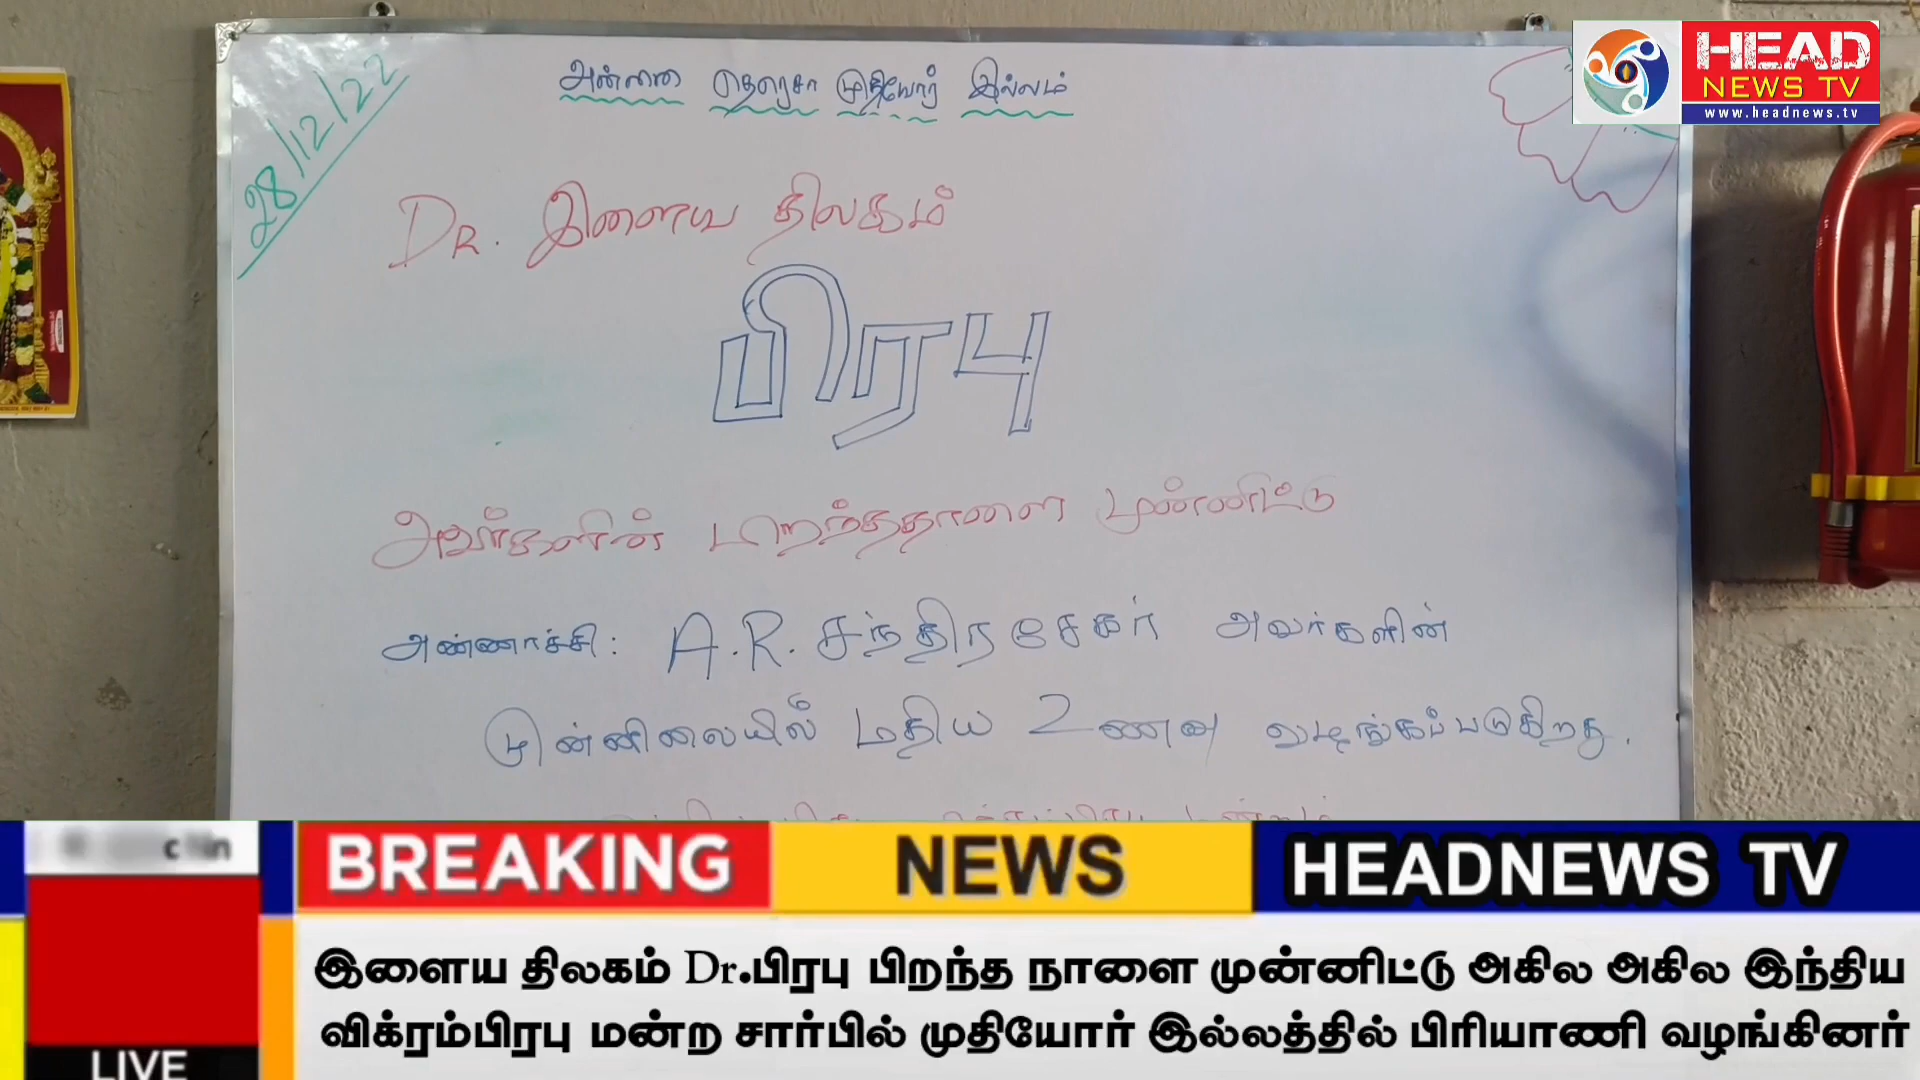 28/12/22
அன்னை தெரசா முதியோர் இல்லம்
HEAD
NEWS TV
www.headnews.tv
DR. இளைய திலகம்
பிரபு
அவர்களின் பிறந்ததாளை முன்னிட்டு
அண்ணாச்சி: A.R. சந்திரசேகர் அவர்களின்
முன்னிலையில் மதிய உணவு வழங்கப்படுகிறது.
BREAKING NEWS HEADNEWS TV
LIVE
இளைய திலகம் Dr.பிரபு பிறந்த நாளை முன்னிட்டு அகில அகில இந்திய
விக்ரம்பிரபு மன்ற சார்பில் முதியோர் இல்லத்தில் பிரியாணி வழங்கினர்